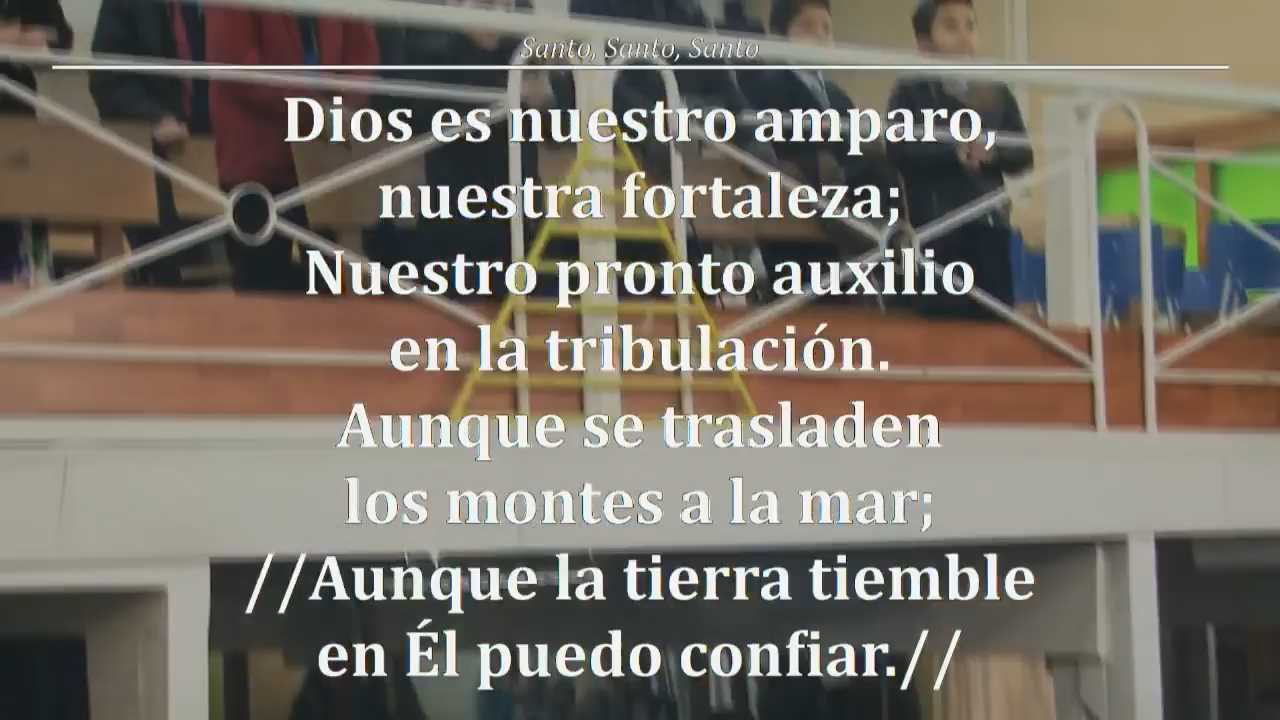 Santo, Santo, Santo
Dios es nuestro amparo,
nuestra fortaleza;
Nuestro pronto auxilio
en la tribulación.
Aunque se trasladen
los montes a la mar;
//Aunque la tierra tiemble
en Él puedo confiar.//